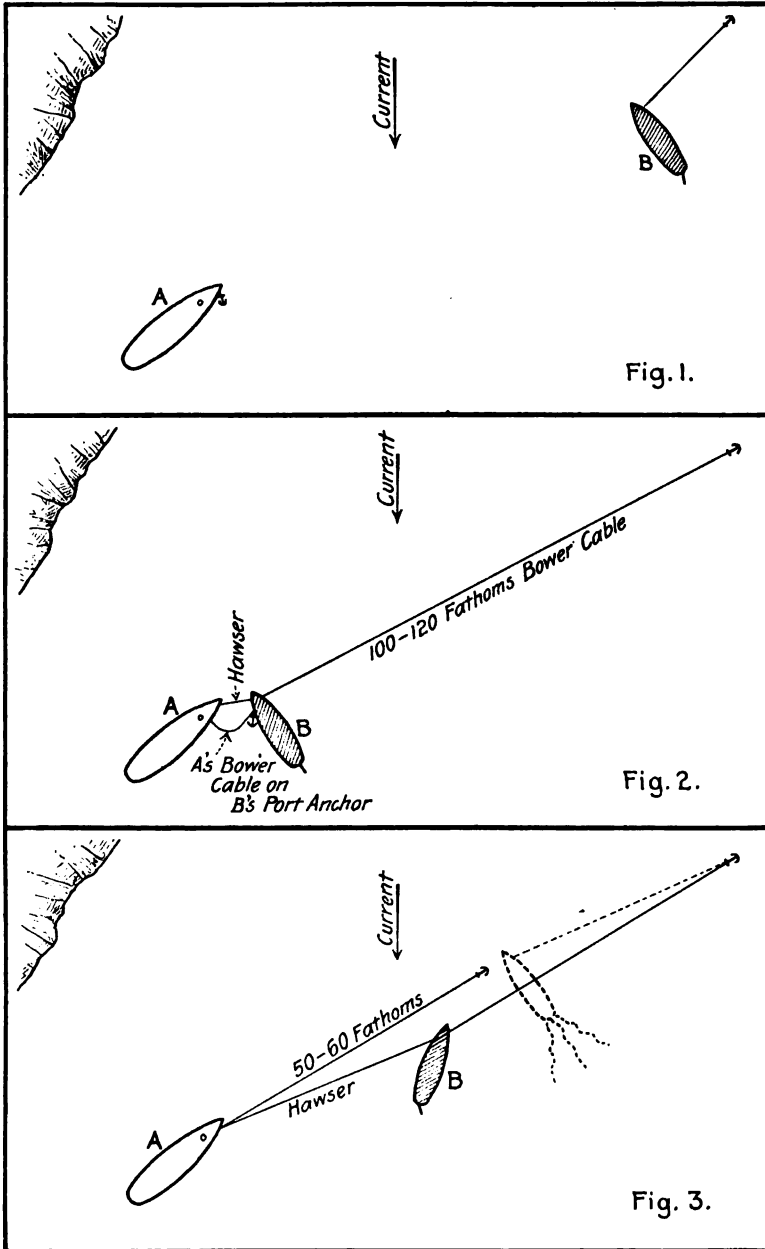 Current
B
A
Fig. 1.
Current
100-120 Fathoms Bower Cable
Hawser
A
B
A's Bower
Cable on
B's Port Anchor
Fig. 2.
Current
50-60 Fathoms
Hawser
B
A
Fig. 3.